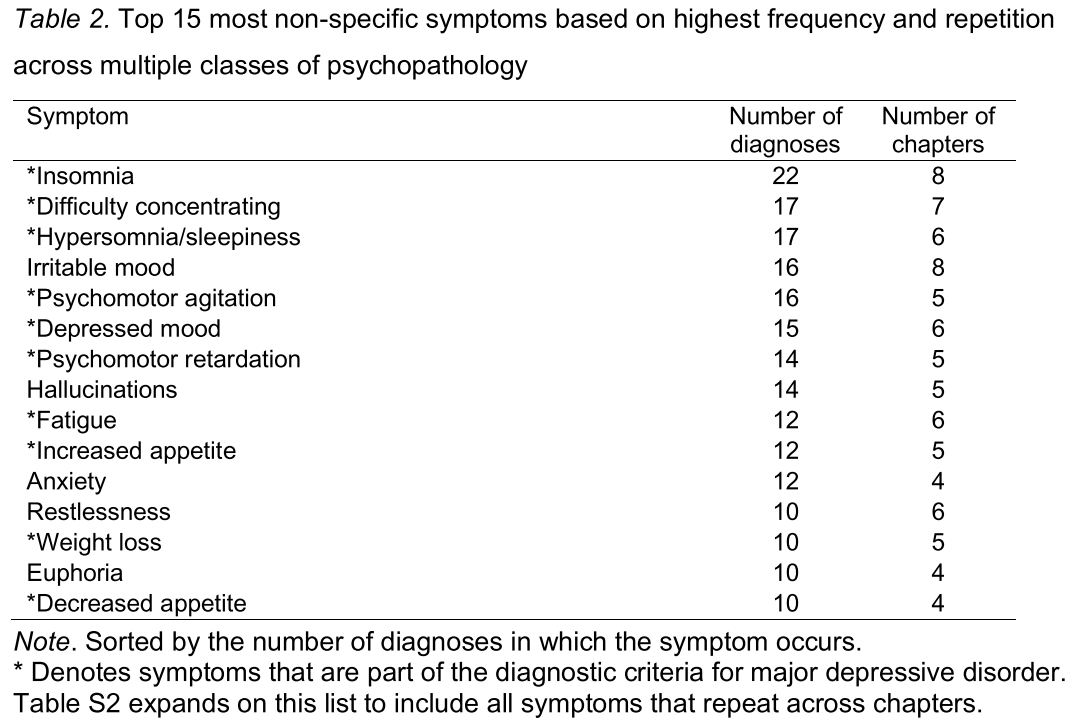 Table 2. Top 15 most non-specific symptoms based on highest frequency and repetition
across multiple classes of psychopathology
Symptom Number of diagnoses Number of chapters
*Insomnia 22 8
*Difficulty concentrating 17 7
*Hypersomnia/sleepiness 17 6
Irritable mood 16 8
*Psychomotor agitation 16 5
*Depressed mood 15 6
*Psychomotor retardation 14 5
Hallucinations 14 5
*Fatigue 12 6
*Increased appetite 12 5
Anxiety 12 4
Restlessness 10 6
*Weight loss 10 5
Euphoria 10 4
*Decreased appetite 10 4
Note. Sorted by the number of diagnoses in which the symptom occurs.
* Denotes symptoms that are part of the diagnostic criteria for major depressive disorder.
Table S2 expands on this list to include all symptoms that repeat across chapters.